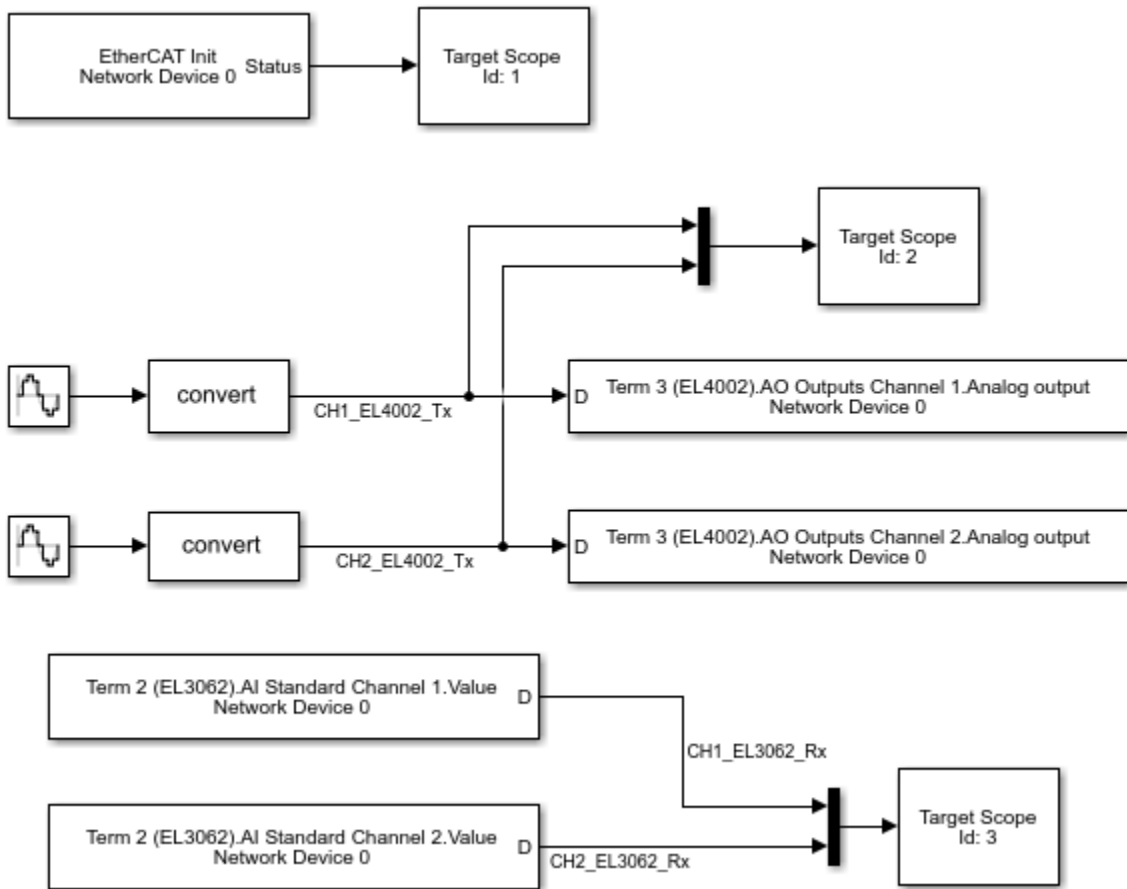 EtherCAT Init
Network Device 0
Status
Target Scope
Id: 1
Target Scope
Id: 2
convert
CH1_EL4002_Tx
D
Term 3 (EL4002).AO Outputs Channel 1.Analog output
Network Device 0
convert
CH2_EL4002_Tx
D
Term 3 (EL4002).AO Outputs Channel 2.Analog output
Network Device 0
Term 2 (EL3062).AI Standard Channel 1.Value
Network Device 0
D
CH1_EL3062_Rx
Term 2 (EL3062).AI Standard Channel 2.Value
Network Device 0
D
CH2_EL3062_Rx
Target Scope
Id: 3